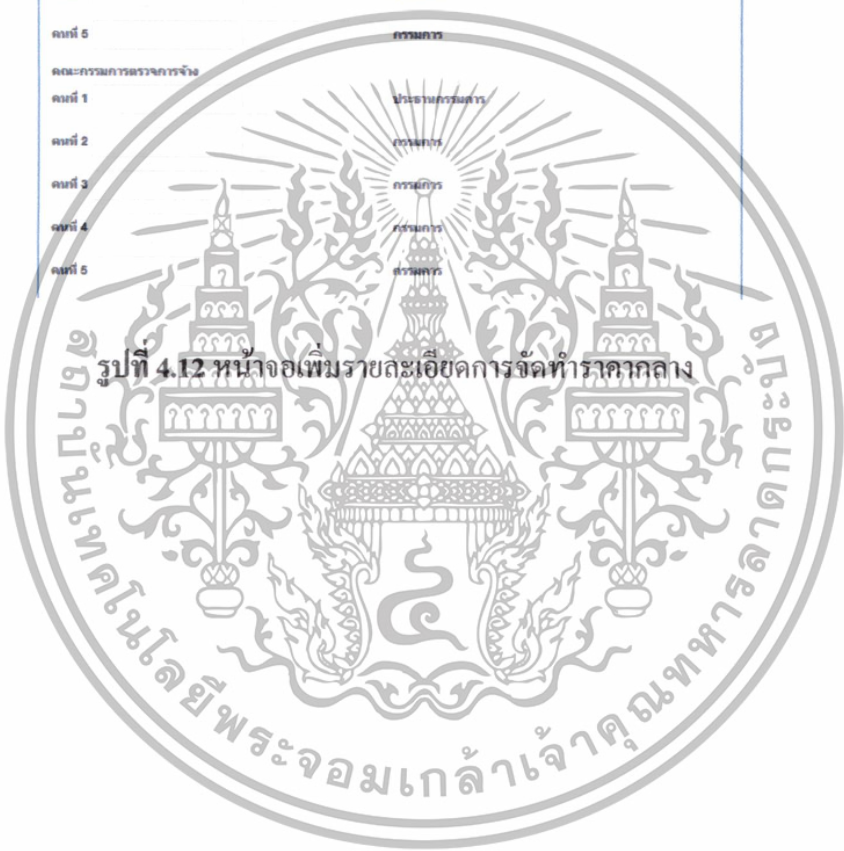 คนที่ 5 กรรมการ
คณะกรรมการตรวจการจ้าง
คนที่ 1 ประธานกรรมการ
คนที่ 2 กรรมการ
คนที่ 3 กรรมการ
คนที่ 4 กรรมการ
คนที่ 5 กรรมการ
รูปที่ 4.12 หน้าจอเพิ่มรายละเอียดการจัดทำราคากลาง
สถาบันเทคโนโลยีพระจอมเกล้าเจ้าคุณทหารลาดกระบัง